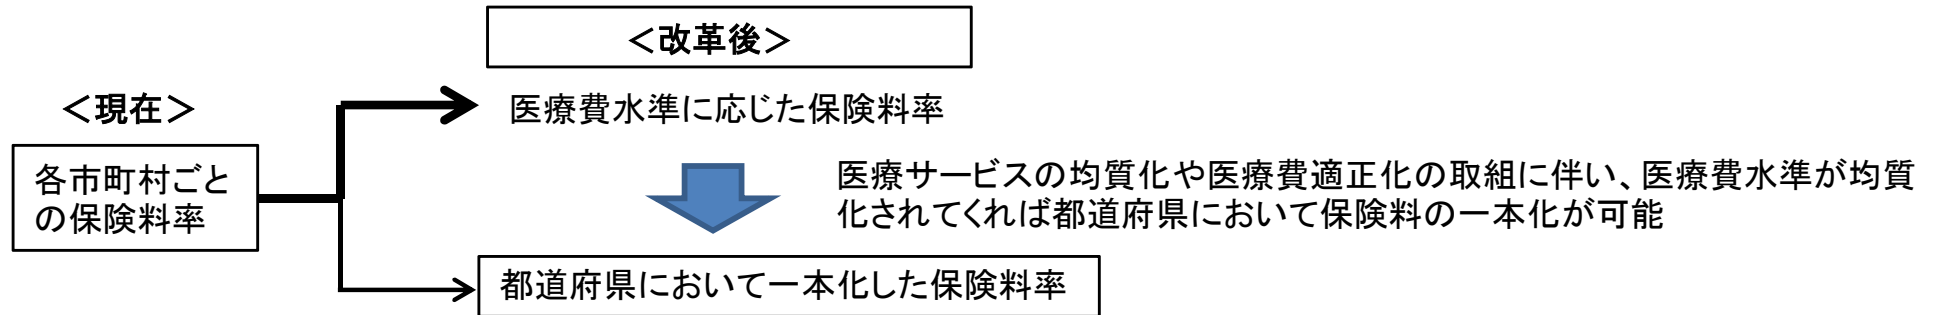 ＜改革後＞
＜現在＞
医療費水準に応じた保険料率
各市町村ごと
の保険料率
医療サービスの均質化や医療費適正化の取組に伴い、医療費水準が均質
化されてくれば都道府県において保険料の一本化が可能
都道府県において一本化した保険料率